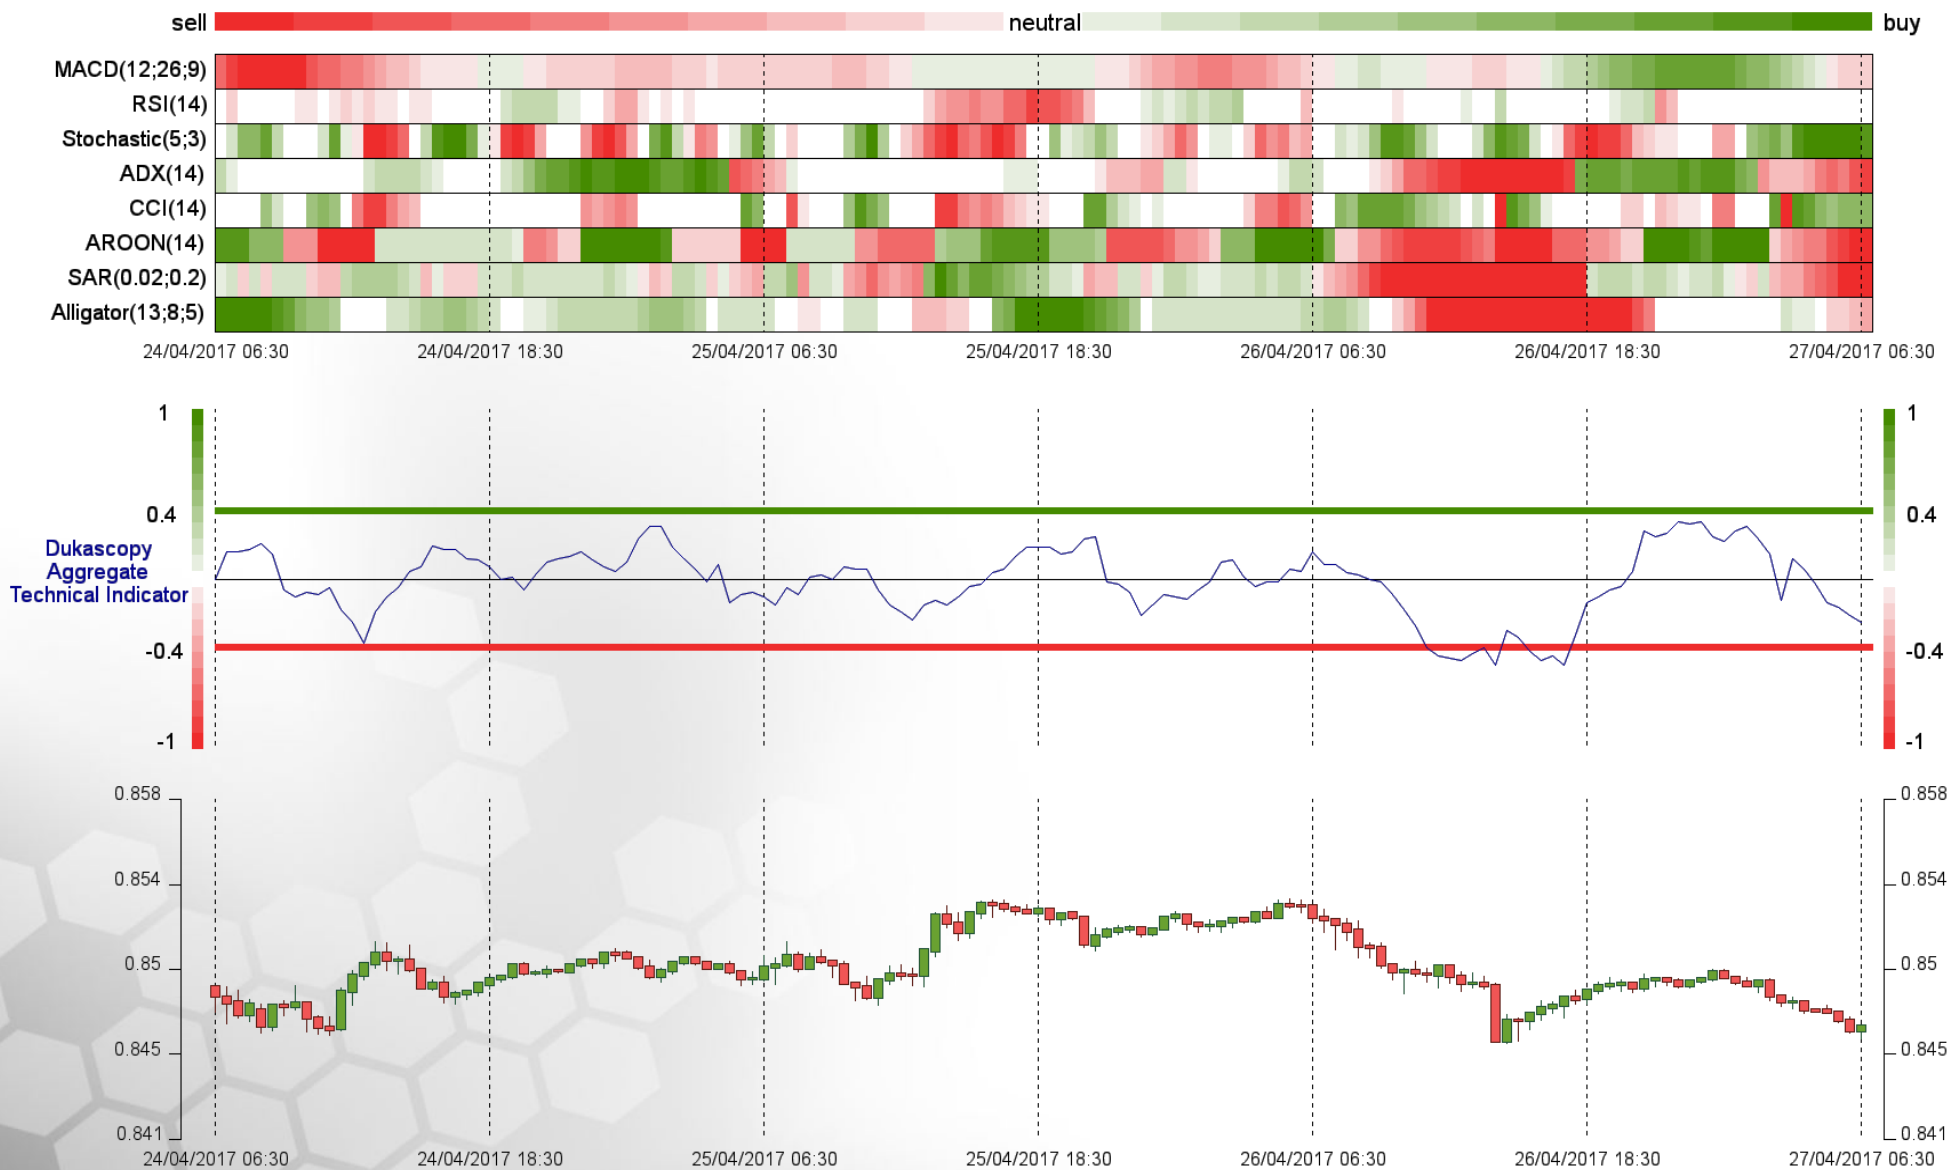 sell neutral buy
MACD(12;26;9)
RSI(14)
Stochastic(5;3)
ADX(14)
CCI(14)
AROON(14)
SAR(0.02;0.2)
Alligator(13;8;5)
24/04/2017 06:30 24/04/2017 18:30 25/04/2017 06:30 25/04/2017 18:30 26/04/2017 06:30 26/04/2017 18:30 27/04/2017 06:30
1 1
0.4 0.4
Dukascopy
Aggregate
Technical Indicator
-0.4 -0.4
-1 -1
0.858 0.858
0.854 0.854
0.85 0.85
0.845 0.845
0.841 0.841
24/04/2017 06:30 24/04/2017 18:30 25/04/2017 06:30 25/04/2017 18:30 26/04/2017 06:30 26/04/2017 18:30 27/04/2017 06:30